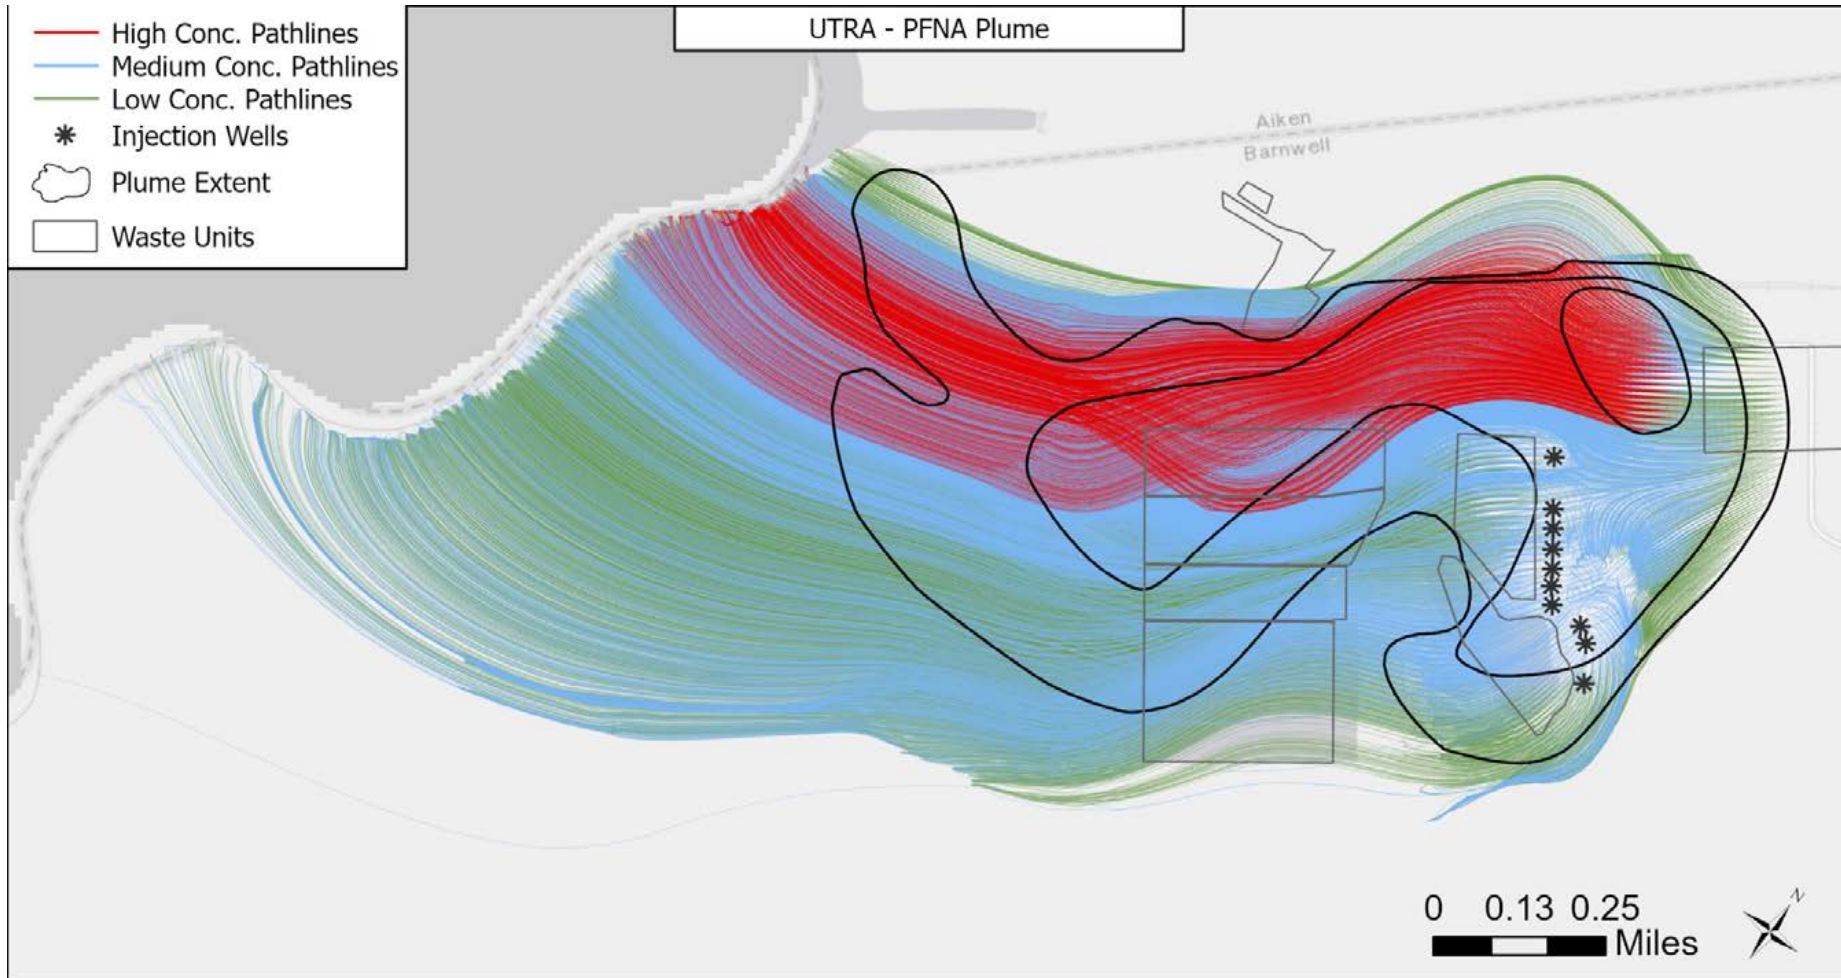 UTRA - PFNA Plume
High Conc. Pathlines
Medium Conc. Pathlines
Low Conc. Pathlines
Injection Wells
Plume Extent
Waste Units
Aiken
Barnwell
0 0.13 0.25
Miles
N